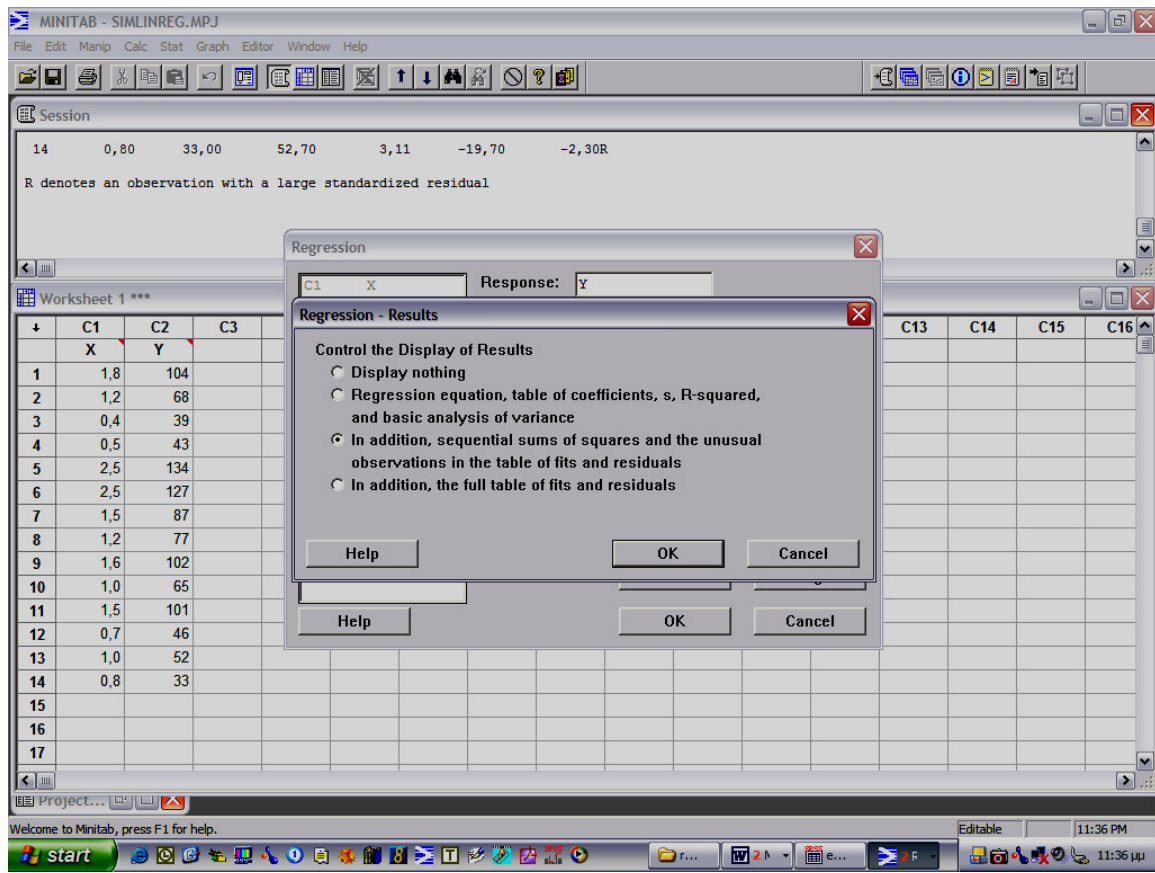 MINITAB - SIMLINREG.MPJ
File Edit Manip Calc Stat Graph Editor Window Help
Session
14 0,80 33,00 52,70 3,11 -19,70 -2,30R
R denotes an observation with a large standardized residual
Regression
C1 X
Response: Y
Worksheet 1 ***
Regression - Results
Control the Display of Results
Display nothing
Regression equation, table of coefficients, s, R-squared,
and basic analysis of variance
In addition, sequential sums of squares and the unusual
observations in the table of fits and residuals
In addition, the full table of fits and residuals
Help OK Cancel
Help OK Cancel
↓ C1 C2 C3 C13 C14 C15 C16
X Y
1 1,8 104
2 1,2 68
3 0,4 39
4 0,5 43
5 2,5 134
6 2,5 127
7 1,5 87
8 1,2 77
9 1,6 102
10 1,0 65
11 1,5 101
12 0,7 46
13 1,0 52
14 0,8 33
15
16
17
Project...
Welcome to Minitab, press F1 for help.
Editable
11:36 PM
start
r...
e...
11:36 μμ